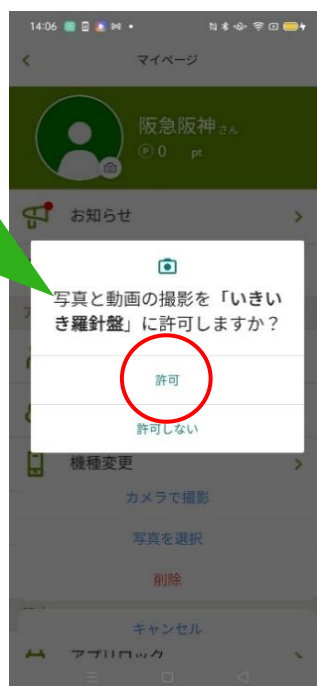 14:06
マイページ
阪急阪神さん
P 0 pt
お知らせ
写真と動画の撮影を「いきい
き羅針盤」に許可しますか？
許可
許可しない
機種変更
カメラで撮影
写真を選択
削除
キャンセル
アプリロック